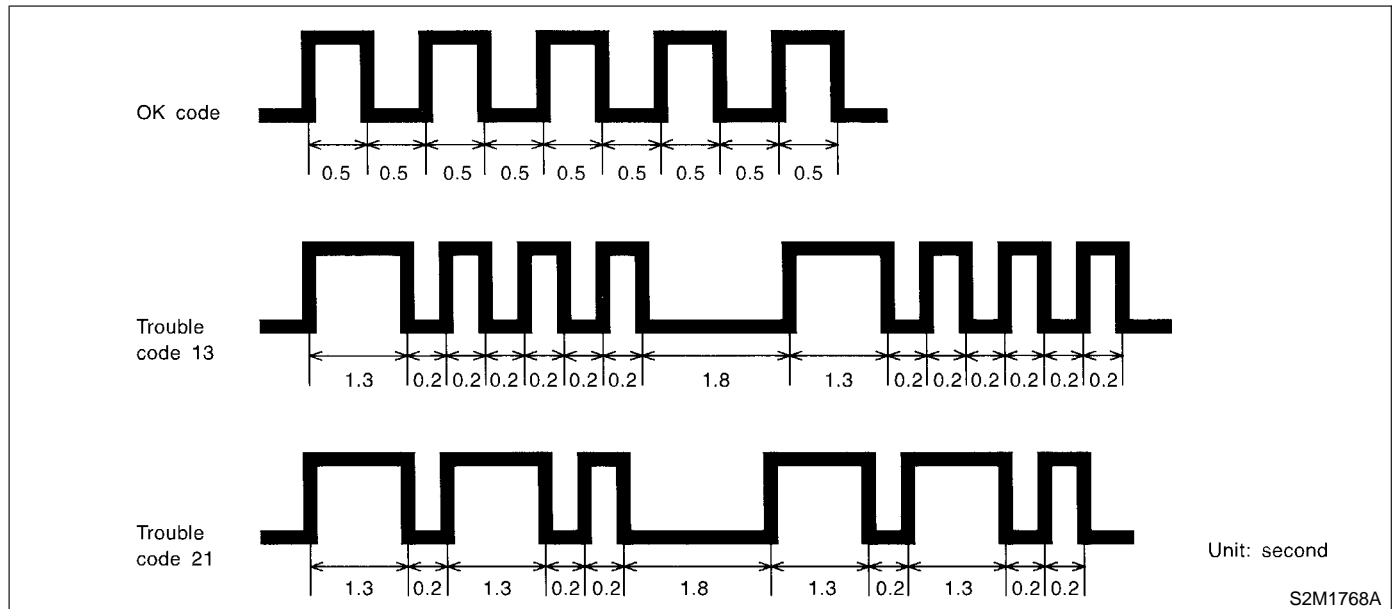 OK code
0.5 0.5 0.5 0.5 0.5 0.5 0.5 0.5 0.5
Trouble
code 13
1.3 0.2 0.2 0.2 0.2 0.2 0.2 1.8 1.3 0.2 0.2 0.2 0.2 0.2 0.2
Trouble
code 21
1.3 0.2 1.3 0.2 0.2 1.8 1.3 0.2 1.3 0.2 0.2
Unit: second
S2M1768A